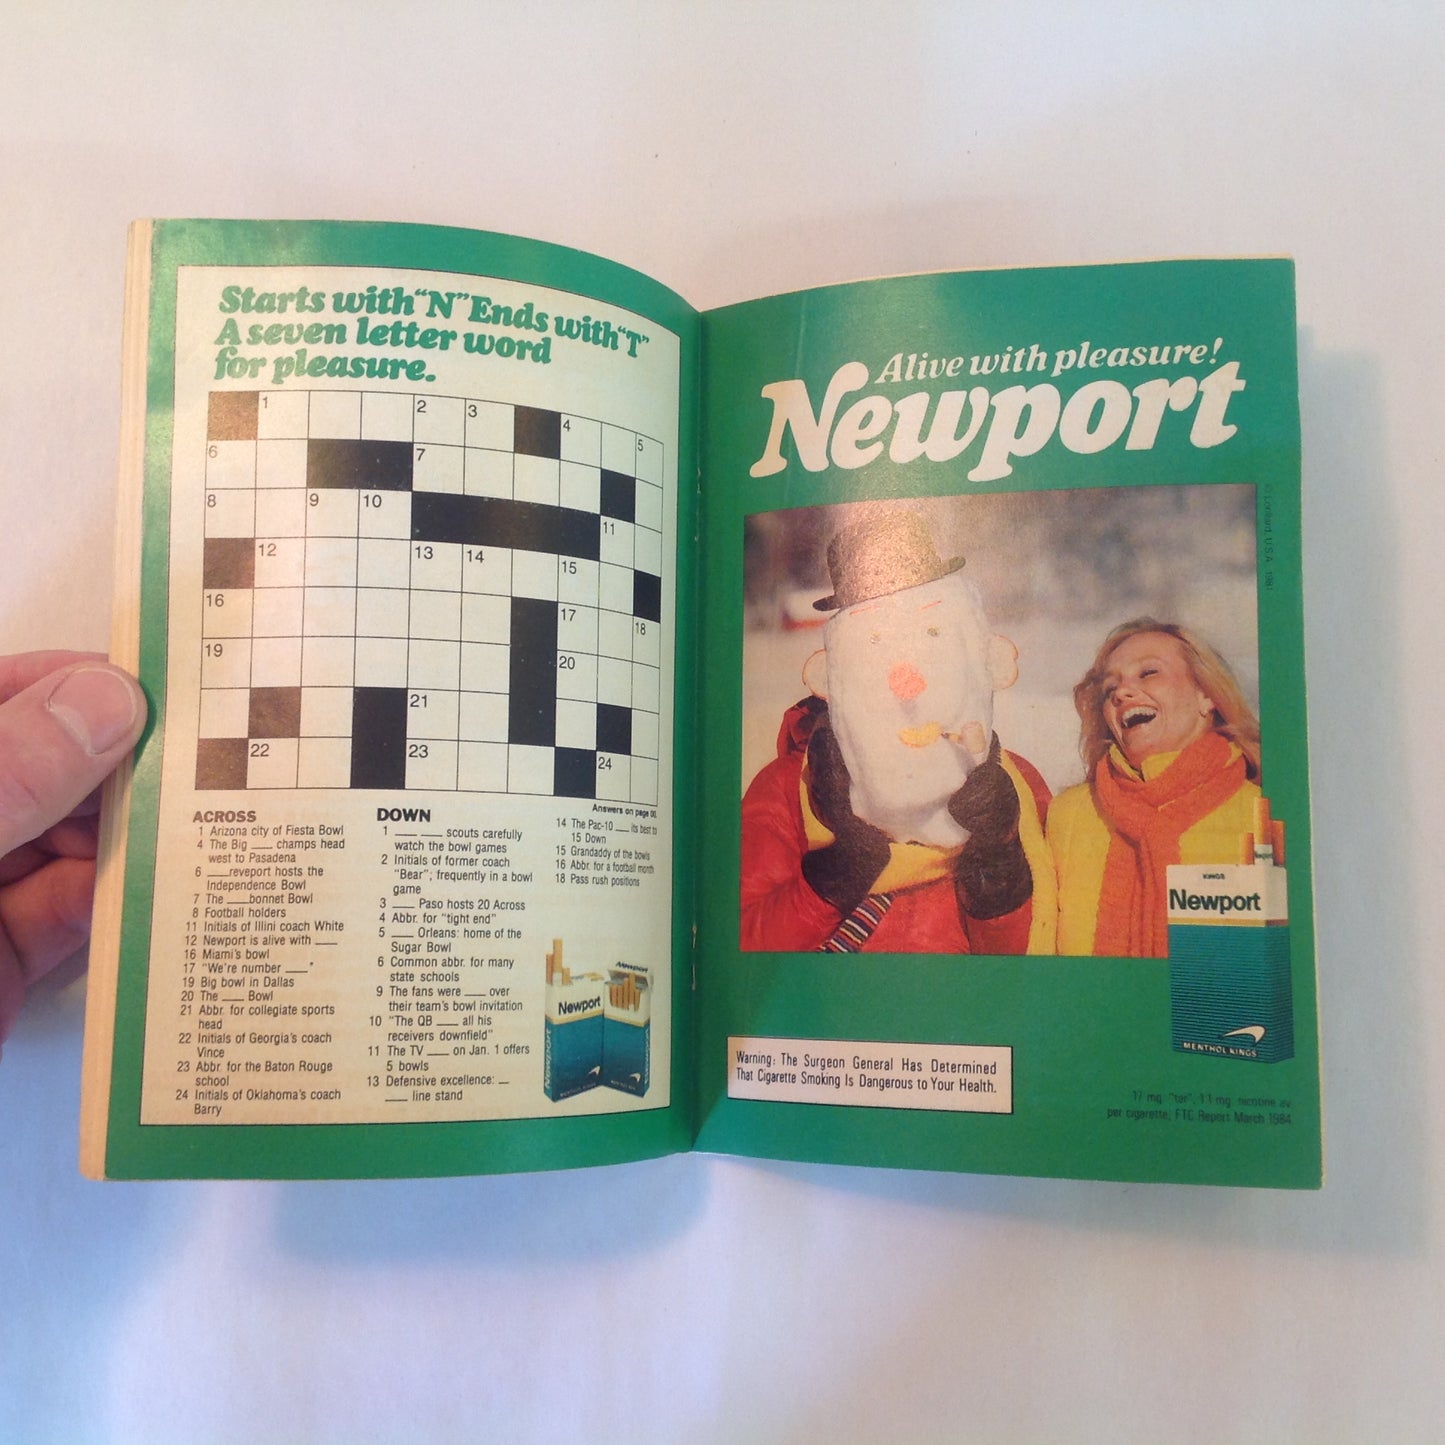 Starts with "N" Ends with "T"
A seven letter word
for pleasure.
1 2 3 4 5
6 7
8 9 10 11
12 13 14 15
16 17 18
19 20
21
22 23 24
Answers on page 00.
ACROSS
1 Arizona city of Fiesta Bowl
4 The Big ___ champs head
west to Pasadena
6 ___reveport hosts the
Independence Bowl
7 The ___bonnet Bowl
8 Football holders
11 Initials of Illini coach White
12 Newport is alive with ___
16 Miami's bowl
17 "We're number ___"
19 Big bowl in Dallas
20 The ___ Bowl
21 Abbr. for collegiate sports
head
22 Initials of Georgia's coach
Vince
23 Abbr. for the Baton Rouge
school
24 Initials of Oklahoma's coach
Barry
DOWN
1 ___ ___ scouts carefully
watch the bowl games
2 Initials of former coach
"Bear"; frequently in a bowl
game
3 ___ Paso hosts 20 Across
4 Abbr. for "tight end"
5 ___ Orleans: home of the
Sugar Bowl
6 Common abbr. for many
state schools
9 The fans were ___ over
their team's bowl invitation
10 "The QB ___ all his
receivers downfield"
11 The TV ___ on Jan. 1 offers
5 bowls
13 Defensive excellence: _
___ line stand
14 The Pac-10 ___ its best to
15 Down
15 Grandaddy of the bowls
16 Abbr. for a football month
18 Pass rush positions
Newport
Newport
Newport
Alive with pleasure!
Newport
Lorillard, U.S.A.
Newport
KINGS
Newport
MENTHOL KINGS
Warning: The Surgeon General Has Determined
That Cigarette Smoking Is Dangerous to Your Health.
17 mg. "tar", 1.1 mg. nicotine av.
per cigarette, FTC Report March 1984.